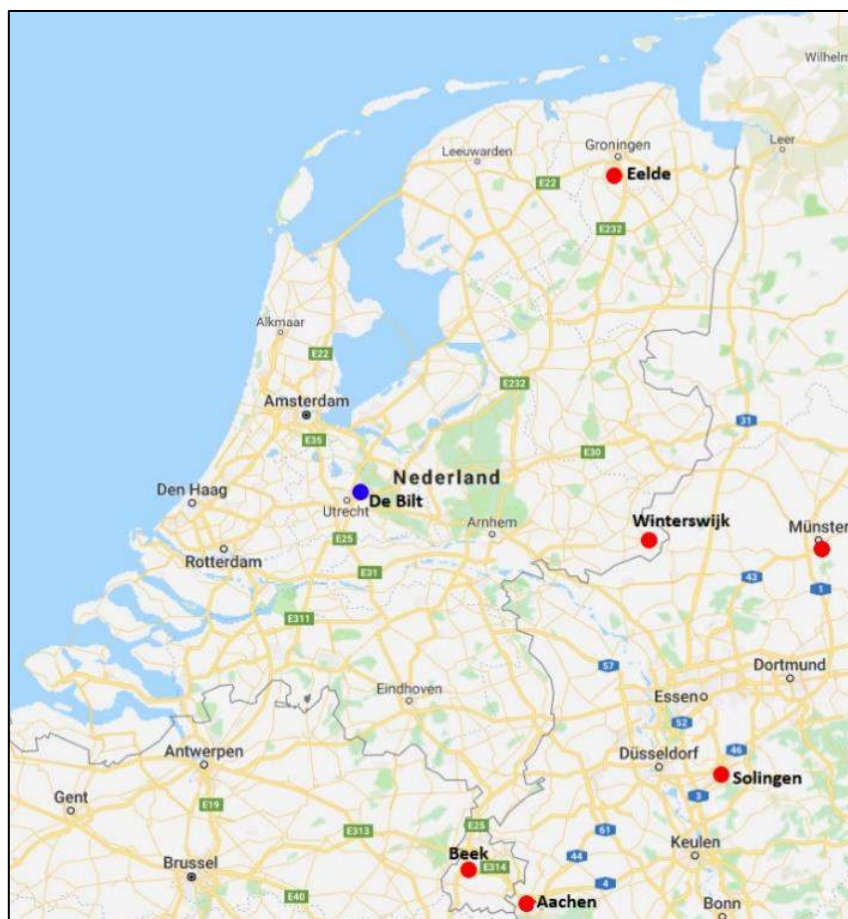 Wilhelm
Groningen
Leer
Leeuwarden
Eelde
E22
E232
Alkmaar
E22
E232
Amsterdam
31
E35
E30
Nederland
Den Haag
De Bilt
Utrecht
Arnhem
Winterswijk
Münster
E25
Rotterdam
E31
43
1
E311
57
Dortmund
Eindhoven
Essen
52
Antwerpen
Düsseldorf
46
Solingen
Gent
3
E19
E25
61
E313
Keulen
Beek
44
Brussel
E314
4
E40
Aachen
Bonn